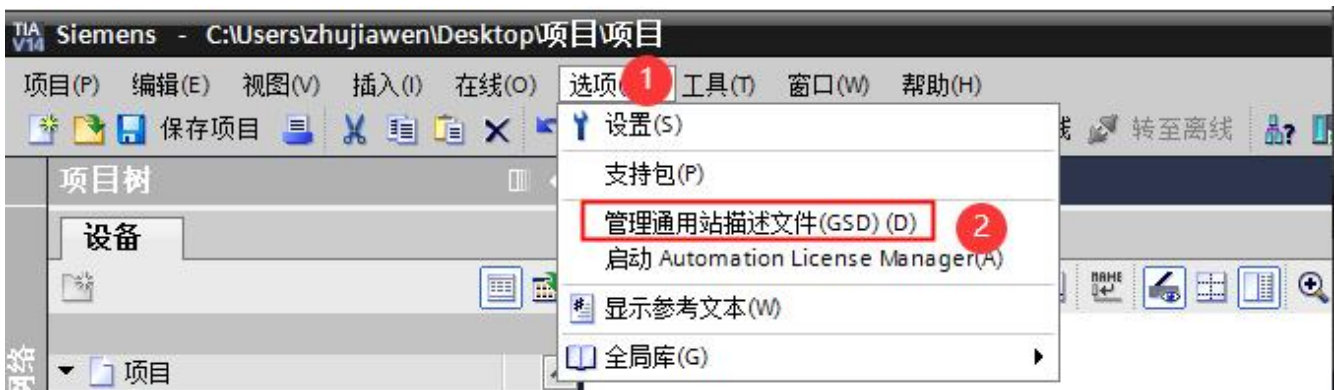 TIA V14 Siemens - C:\Users\zhujiawen\Desktop\项目\项目
项目(P) 编辑(E) 视图(V) 插入(I) 在线(O) 选项( 1 工具(T) 窗口(W) 帮助(H)
保存项目
设置(S)
转至离线
支持包(P)
项目树
管理通用站描述文件(GSD) (D) 2
设备
启动 Automation License Manager(A)
NAME
显示参考文本(W)
全局库(G)
项目